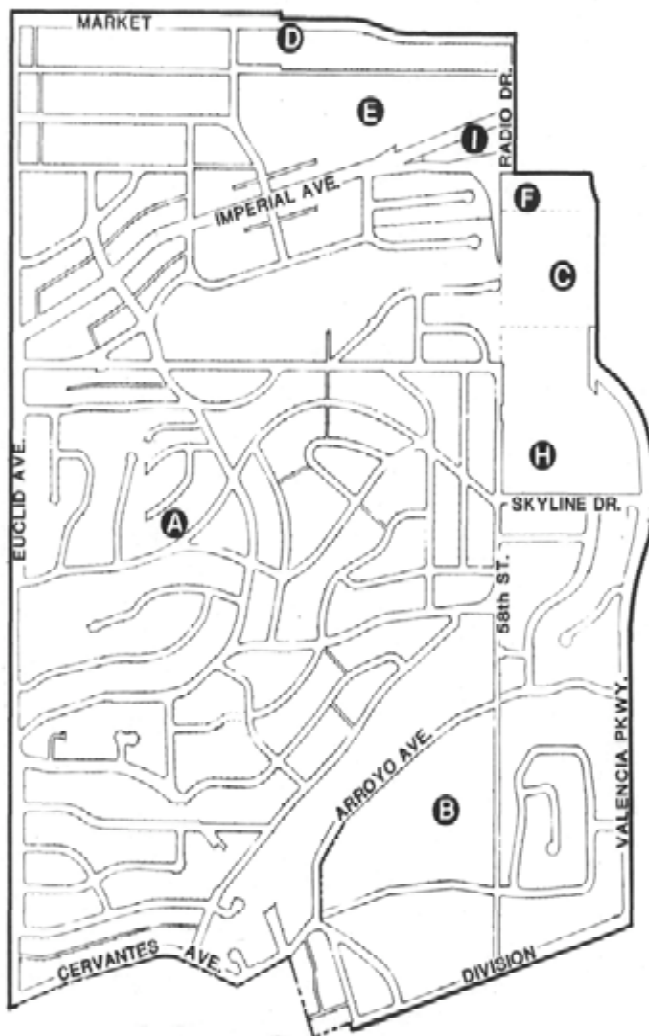 MARKET
D
E
RADIO DR.
I
IMPERIAL AVE.
F
C
EUCLID AVE.
H
SKYLINE DR.
A
58th ST.
VALENCIA PKWY.
ARROYO AVE.
B
CERVANTES AVE.
DIVISION